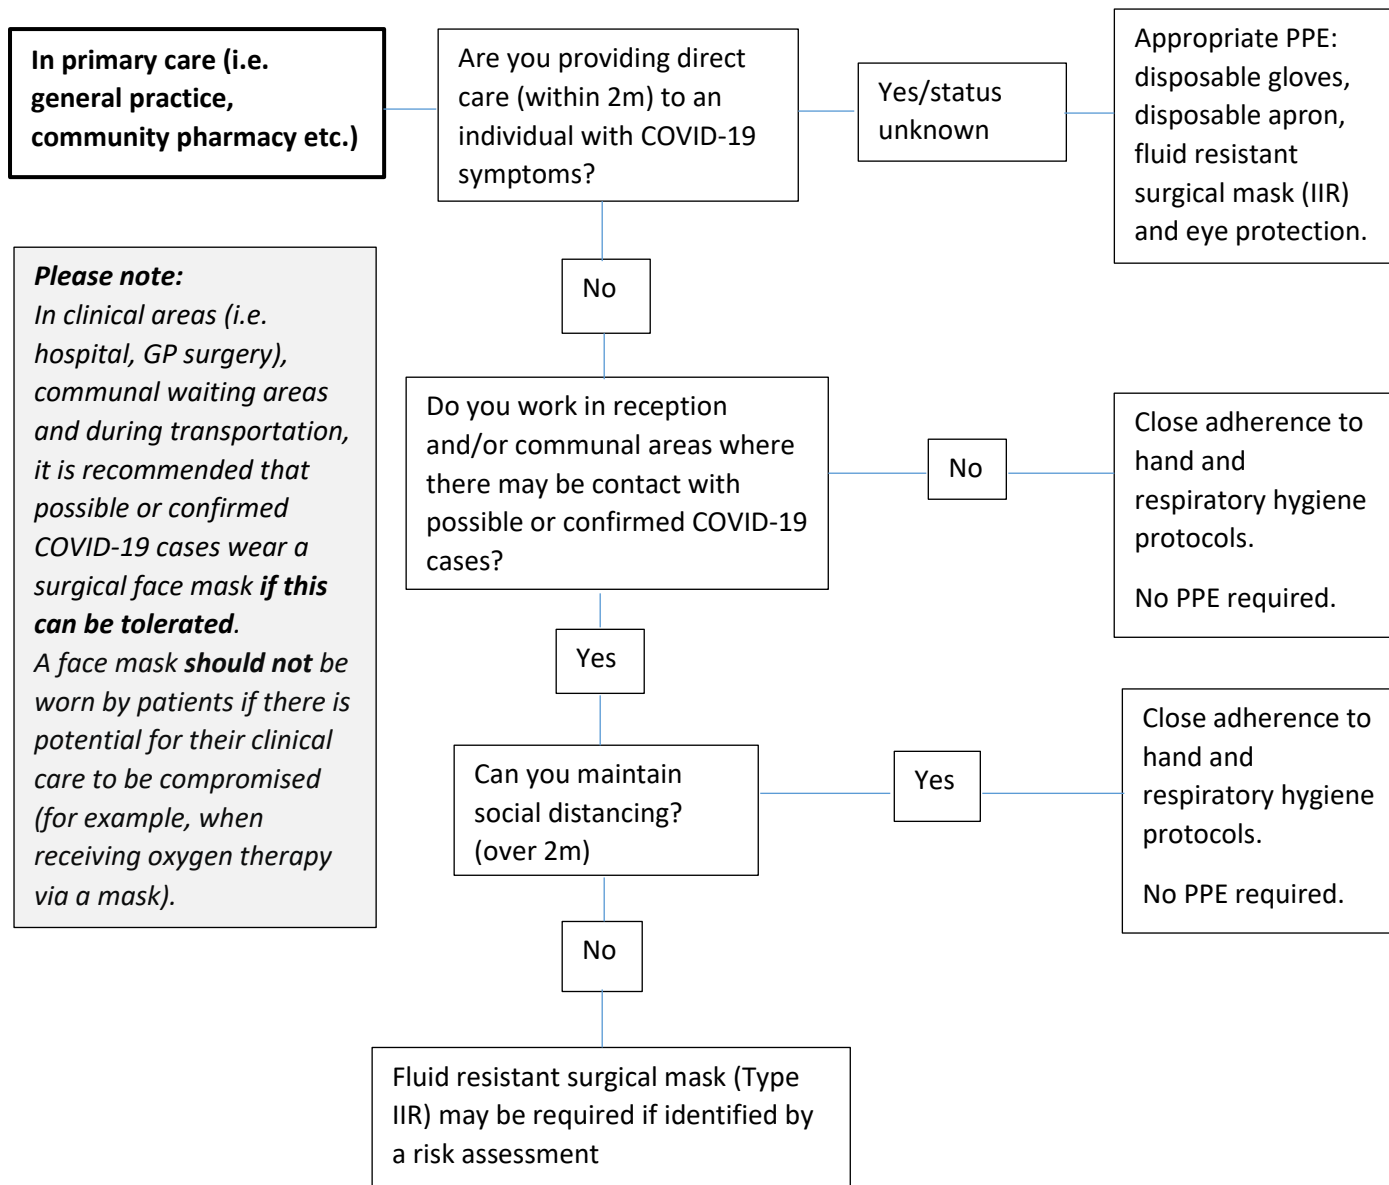 In primary care (i.e.
general practice,
community pharmacy etc.)
Are you providing direct
care (within 2m) to an
individual with COVID-19
symptoms?
Yes/status
unknown
Appropriate PPE:
disposable gloves,
disposable apron,
fluid resistant
surgical mask (IIR)
and eye protection.
Please note:
In clinical areas (i.e.
hospital, GP surgery),
communal waiting areas
and during transportation,
it is recommended that
possible or confirmed
COVID-19 cases wear a
surgical face mask if this
can be tolerated.
A face mask should not be
worn by patients if there is
potential for their clinical
care to be compromised
(for example, when
receiving oxygen therapy
via a mask).
No
Do you work in reception
and/or communal areas where
there may be contact with
possible or confirmed COVID-19
cases?
No
Close adherence to
hand and
respiratory hygiene
protocols.
No PPE required.
Yes
Can you maintain
social distancing?
(over 2m)
Yes
Close adherence to
hand and
respiratory hygiene
protocols.
No PPE required.
No
Fluid resistant surgical mask (Type
IIR) may be required if identified by
a risk assessment